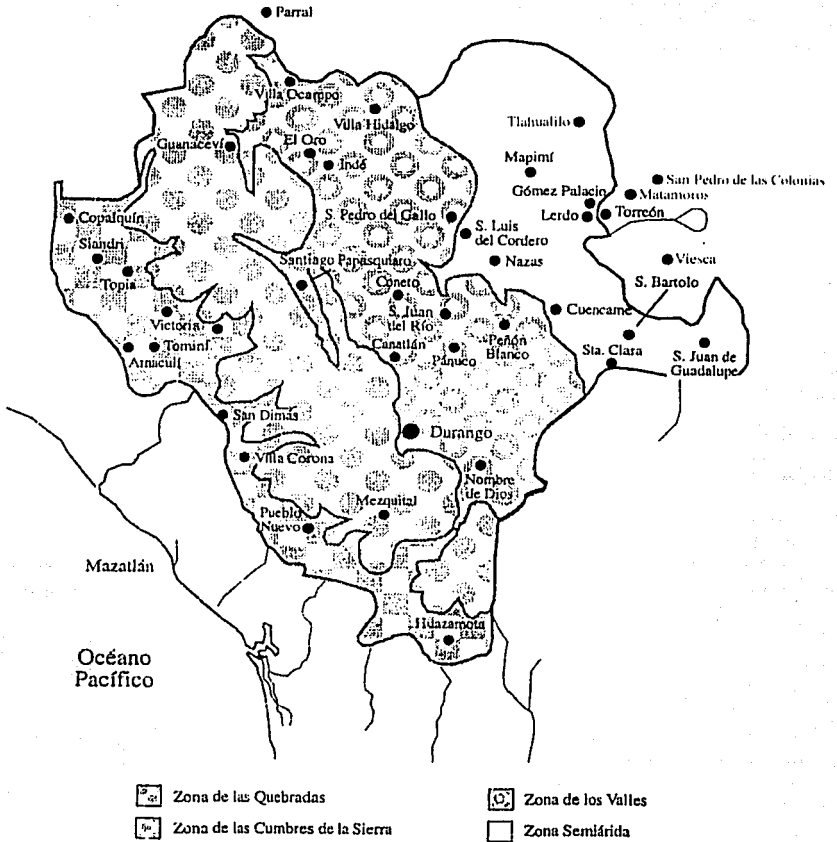 Parral
Villa Ocampo
Villa Hidalgo
Tlahualilo
Guanaceví
El Oro
Indé
Mapimí
San Pedro de las Colonias
Gómez Palacio
Matamoros
Copalquín
S. Pedro del Gallo
Lerdo
Torreón
S. Luis
del Cordero
Siandri
Santiago Papasquiaro
Nazas
Viesca
Topia
Coneto
S. Bartolo
Victoria
S. Juan
del Río
Cuencame
Peñón
Blanco
Amaculí
Tominí
Canatlán
Pánuco
Sta. Clara
S. Juan de
Guadalupe
San Dimas
Durango
Villa Corona
Nombre
de Dios
Mezquital
Pueblo
Nuevo
Mazatlán
Huazamota
Océano
Pacífico
Zona de las Quebradas
Zona de los Valles
Zona de las Cumbres de la Sierra
Zona Semiárida